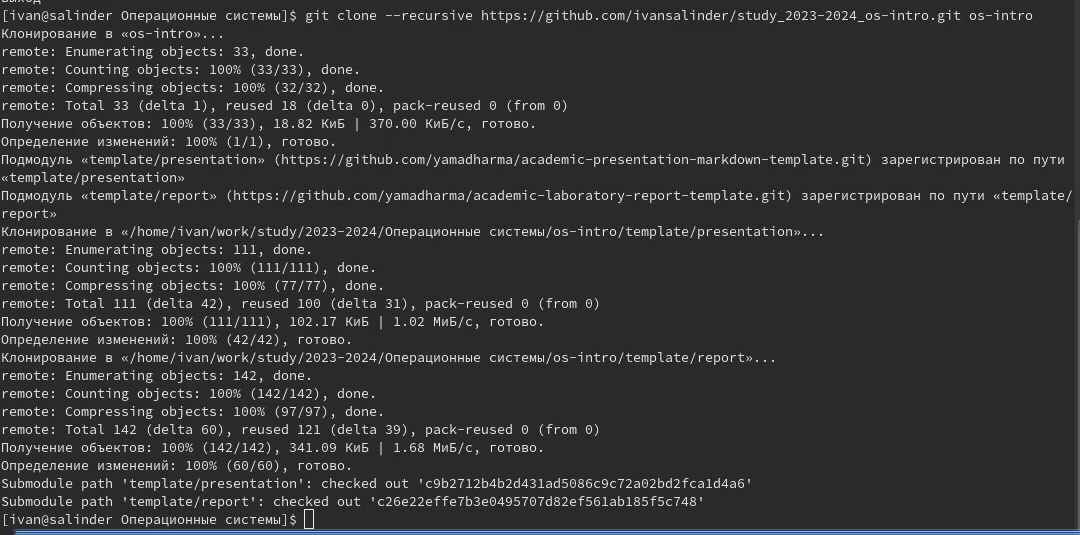 Выход
[ivan@salinder Операционные системы]$ git clone --recursive https://github.com/ivansalinder/study_2023-2024_os-intro.git os-intro
Клонирование в «os-intro»...
remote: Enumerating objects: 33, done.
remote: Counting objects: 100% (33/33), done.
remote: Compressing objects: 100% (32/32), done.
remote: Total 33 (delta 1), reused 18 (delta 0), pack-reused 0 (from 0)
Получение объектов: 100% (33/33), 18.82 КиБ | 370.00 КиБ/с, готово.
Определение изменений: 100% (1/1), готово.
Подмодуль «template/presentation» (https://github.com/yamadharma/academic-presentation-markdown-template.git) зарегистрирован по пути
«template/presentation»
Подмодуль «template/report» (https://github.com/yamadharma/academic-laboratory-report-template.git) зарегистрирован по пути «template/
report»
Клонирование в «/home/ivan/work/study/2023-2024/Операционные системы/os-intro/template/presentation»...
remote: Enumerating objects: 111, done.
remote: Counting objects: 100% (111/111), done.
remote: Compressing objects: 100% (77/77), done.
remote: Total 111 (delta 42), reused 100 (delta 31), pack-reused 0 (from 0)
Получение объектов: 100% (111/111), 102.17 КиБ | 1.02 МиБ/с, готово.
Определение изменений: 100% (42/42), готово.
Клонирование в «/home/ivan/work/study/2023-2024/Операционные системы/os-intro/template/report»...
remote: Enumerating objects: 142, done.
remote: Counting objects: 100% (142/142), done.
remote: Compressing objects: 100% (97/97), done.
remote: Total 142 (delta 60), reused 121 (delta 39), pack-reused 0 (from 0)
Получение объектов: 100% (142/142), 341.09 КиБ | 1.68 МиБ/с, готово.
Определение изменений: 100% (60/60), готово.
Submodule path 'template/presentation': checked out 'c9b2712b4b2d431ad5086c9c72a02bd2fca1d4a6'
Submodule path 'template/report': checked out 'c26e22effe7b3e0495707d82ef561ab185f5c748'
[ivan@salinder Операционные системы]$